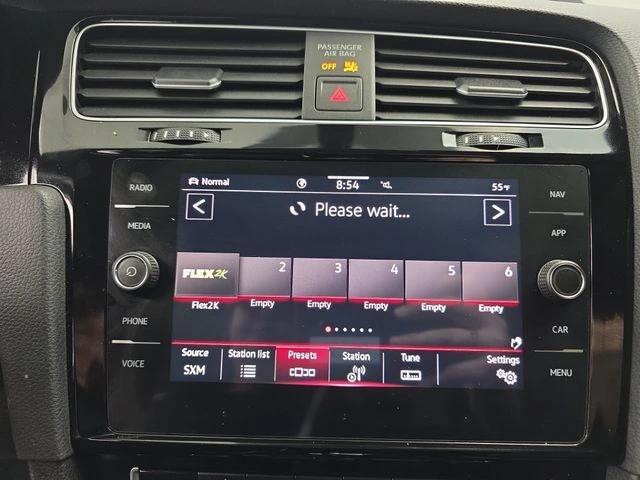 PASSENGER
AIR BAG
OFF
RADIO
MEDIA
PHONE
VOICE
Normal 8:54 55°F
Please wait...
FLEX2K 2 3 4 5 6
Flex2K Empty Empty Empty Empty Empty
Source Station list Presets Station Tune Settings
SXM
NAV
APP
CAR
MENU